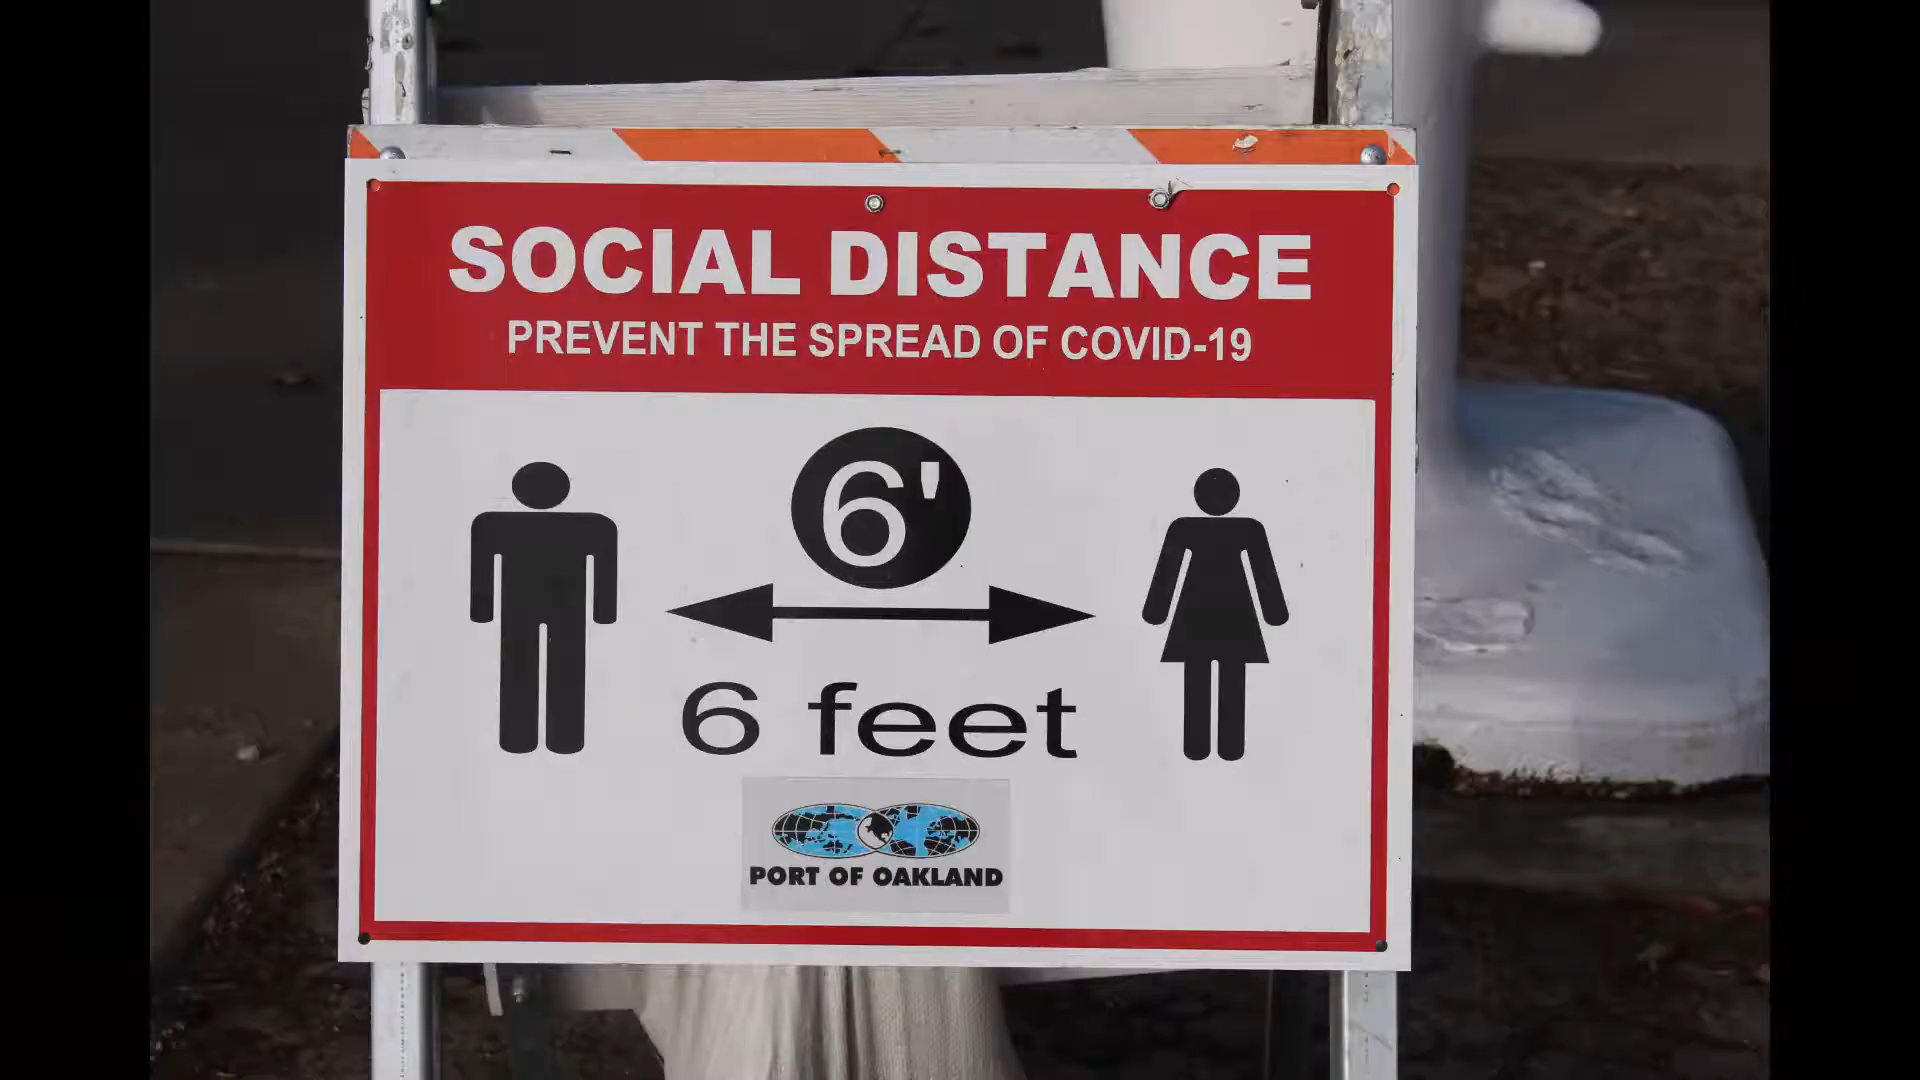 SOCIAL DISTANCE
PREVENT THE SPREAD OF COVID-19
6'
6 feet
PORT OF OAKLAND